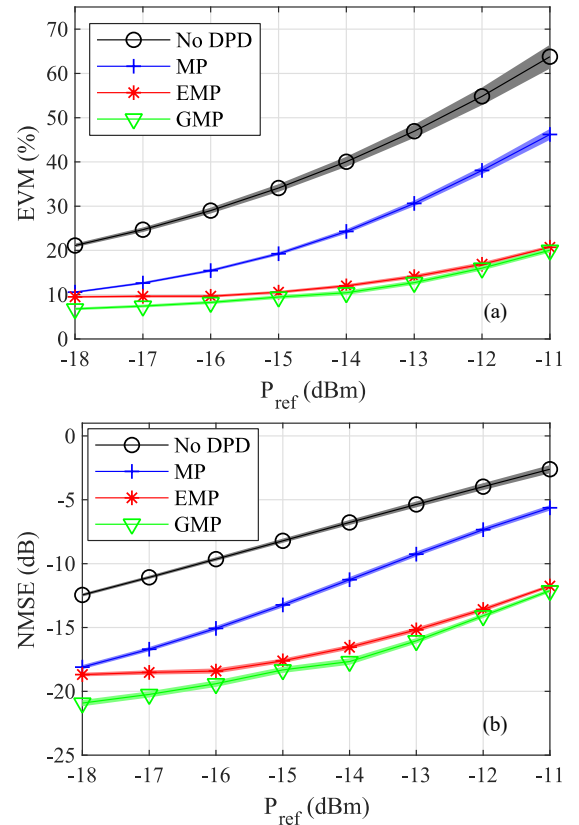 70
60
50
40
30
20
10
0
EVM (%)
No DPD
MP
EMP
GMP
(a)
-18 -17 -16 -15 -14 -13 -12 -11
P_ref (dBm)
0
-5
-10
-15
-20
-25
NMSE (dB)
No DPD
MP
EMP
GMP
(b)
-18 -17 -16 -15 -14 -13 -12 -11
P_ref (dBm)